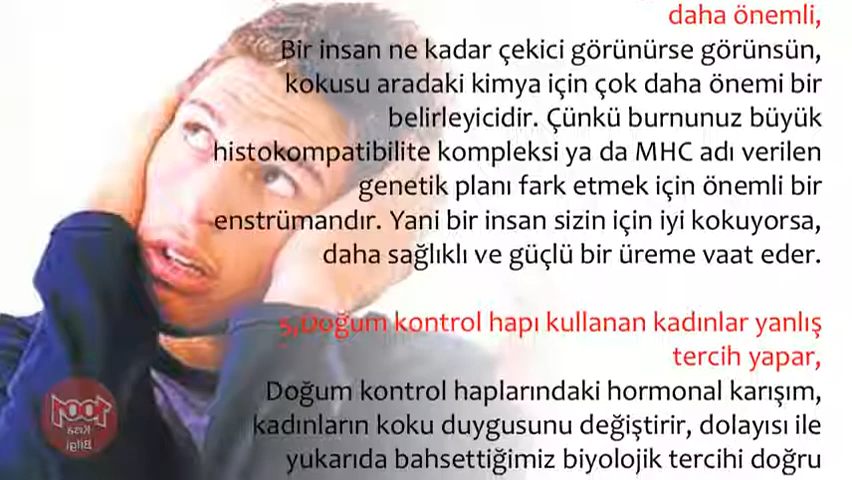 daha önemli,
Bir insan ne kadar çekici görünürse görünsün,
kokusu aradaki kimya için çok daha önemi bir
belirleyicidir. Çünkü burnunuz büyük
histokompatibilite kompleksi ya da MHC adı verilen
genetik planı fark etmek için önemli bir
enstrümandır. Yani bir insan sizin için iyi kokuyorsa,
daha sağlıklı ve güçlü bir üreme vaat eder.
5,Doğum kontrol hapı kullanan kadınlar yanlış
tercih yapar,
Doğum kontrol haplarındaki hormonal karışım,
kadınların koku duygusunu değiştirir, dolayısı ile
yukarıda bahsettiğimiz biyolojik tercihi doğru
1001
Kısa
Bilgi